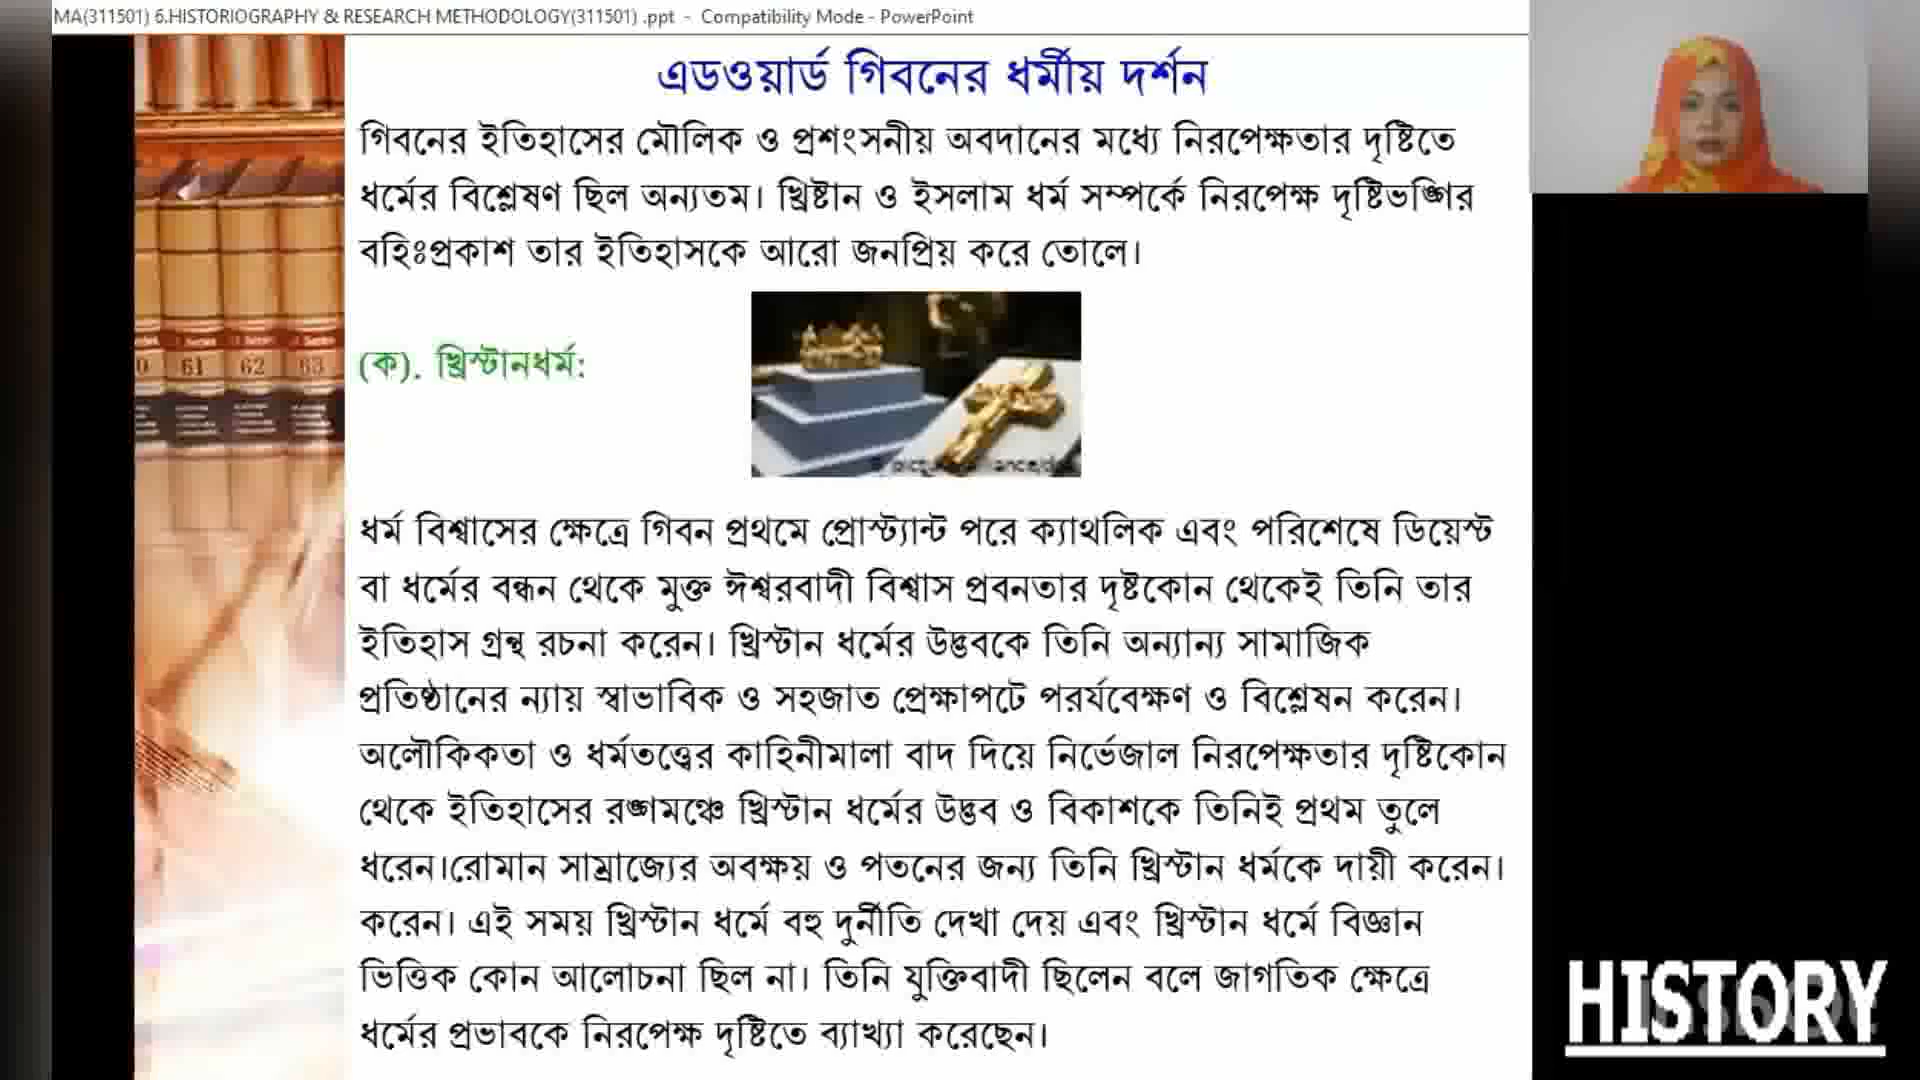 MA(311501) 6.HISTORIOGRAPHY & RESEARCH METHODOLOGY(311501) .ppt - Compatibility Mode - PowerPoint
এডওয়ার্ড গিবনের ধর্মীয় দর্শন
গিবনের ইতিহাসের মৌলিক ও প্রশংসনীয় অবদানের মধ্যে নিরপেক্ষতার দৃষ্টিতে
ধর্মের বিশ্লেষণ ছিল অন্যতম। খ্রিষ্টান ও ইসলাম ধর্ম সম্পর্কে নিরপেক্ষ দৃষ্টিভঙ্গির
বহিঃপ্রকাশ তার ইতিহাসকে আরো জনপ্রিয় করে তোলে।
61 62 63
(ক). খ্রিস্টানধর্ম:
ধর্ম বিশ্বাসের ক্ষেত্রে গিবন প্রথমে প্রোস্ট্যান্ট পরে ক্যাথলিক এবং পরিশেষে ডিয়েস্ট
বা ধর্মের বন্ধন থেকে মুক্ত ঈশ্বরবাদী বিশ্বাস প্রবনতার দৃষ্টকোন থেকেই তিনি তার
ইতিহাস গ্রন্থ রচনা করেন। খ্রিস্টান ধর্মের উদ্ভবকে তিনি অন্যান্য সামাজিক
প্রতিষ্ঠানের ন্যায় স্বাভাবিক ও সহজাত প্রেক্ষাপটে পরর্যবেক্ষণ ও বিশ্লেষন করেন।
অলৌকিকতা ও ধর্মতত্ত্বের কাহিনীমালা বাদ দিয়ে নির্ভেজাল নিরপেক্ষতার দৃষ্টিকোন
থেকে ইতিহাসের রঙ্গমঞ্চে খ্রিস্টান ধর্মের উদ্ভব ও বিকাশকে তিনিই প্রথম তুলে
ধরেন।রোমান সাম্রাজ্যের অবক্ষয় ও পতনের জন্য তিনি খ্রিস্টান ধর্মকে দায়ী করেন।
করেন। এই সময় খ্রিস্টান ধর্মে বহু দুর্নীতি দেখা দেয় এবং খ্রিস্টান ধর্মে বিজ্ঞান
ভিত্তিক কোন আলোচনা ছিল না। তিনি যুক্তিবাদী ছিলেন বলে জাগতিক ক্ষেত্রে
ধর্মের প্রভাবকে নিরপেক্ষ দৃষ্টিতে ব্যাখ্যা করেছেন।
HISTORY